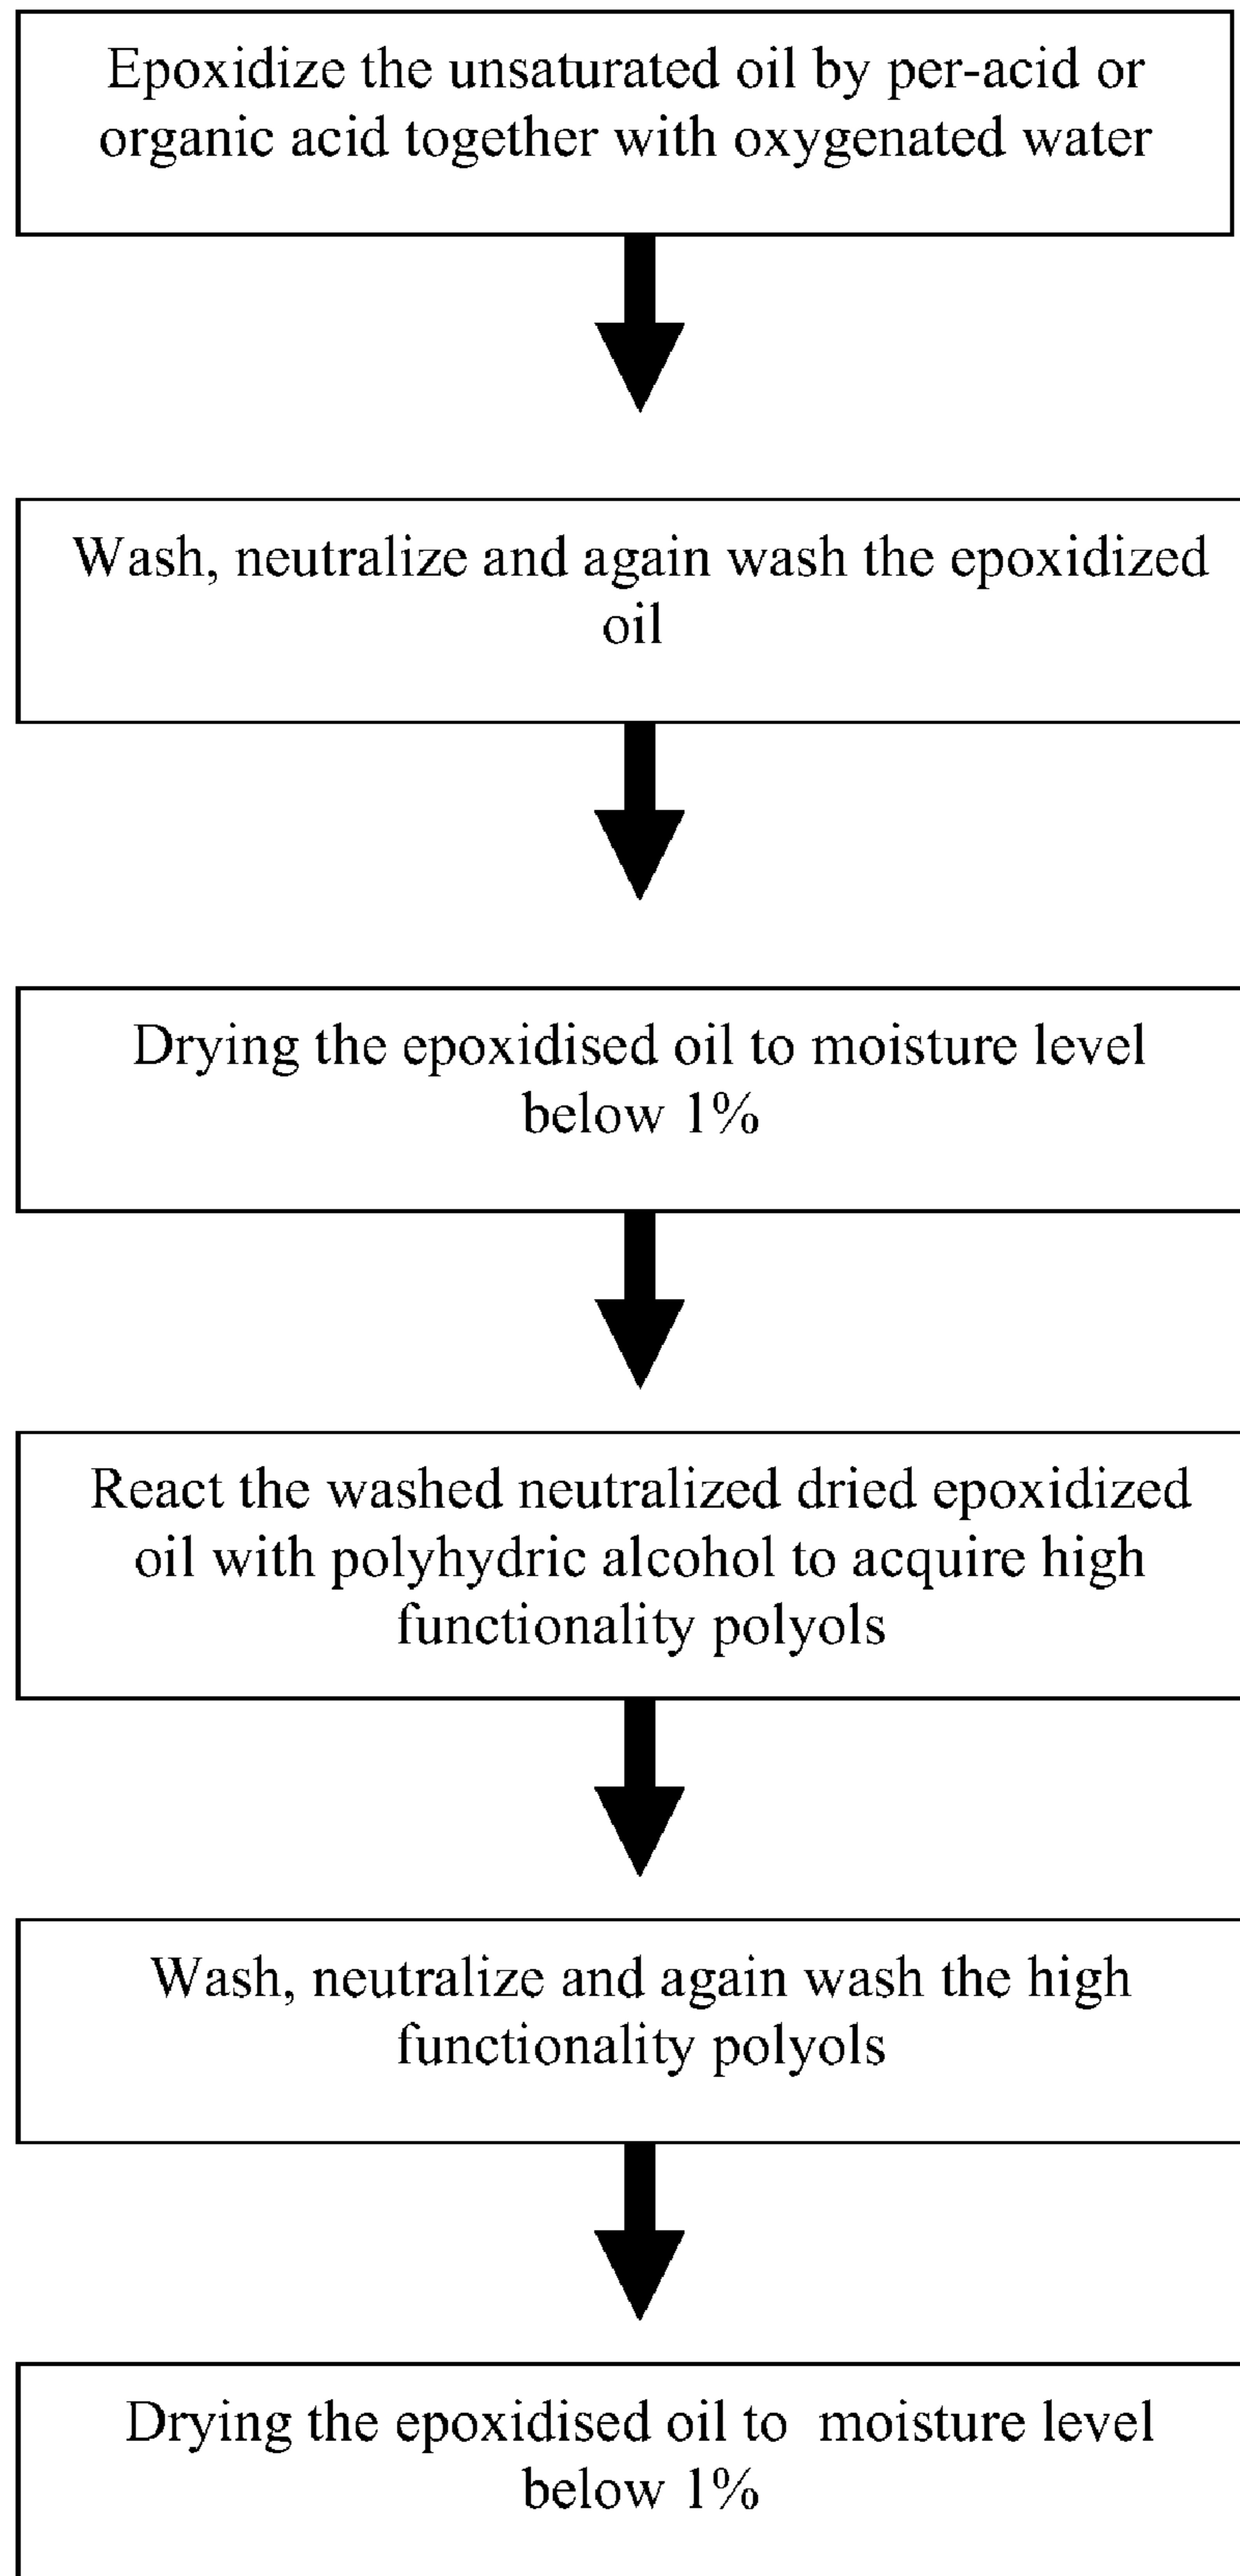 Epoxidize the unsaturated oil by per-acid or
organic acid together with oxygenated water
Wash, neutralize and again wash the epoxidized
oil
Drying the epoxidised oil to moisture level
below 1%
React the washed neutralized dried epoxidized
oil with polyhydric alcohol to acquire high
functionality polyols
Wash, neutralize and again wash the high
functionality polyols
Drying the epoxidised oil to  moisture level
below 1%